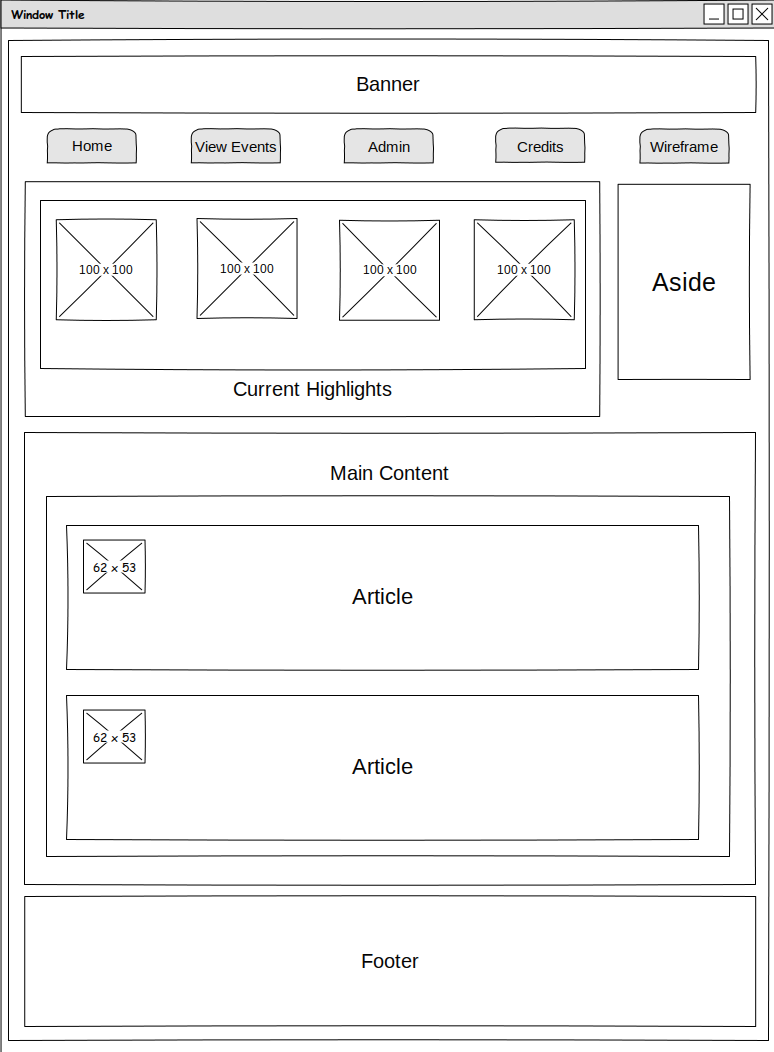 Window Title
Banner
Home
View Events
Admin
Credits
Wireframe
100 x 100
100 x 100
100 x 100
100 x 100
Current Highlights
Aside
Main Content
62 x 53
Article
62 x 53
Article
Footer